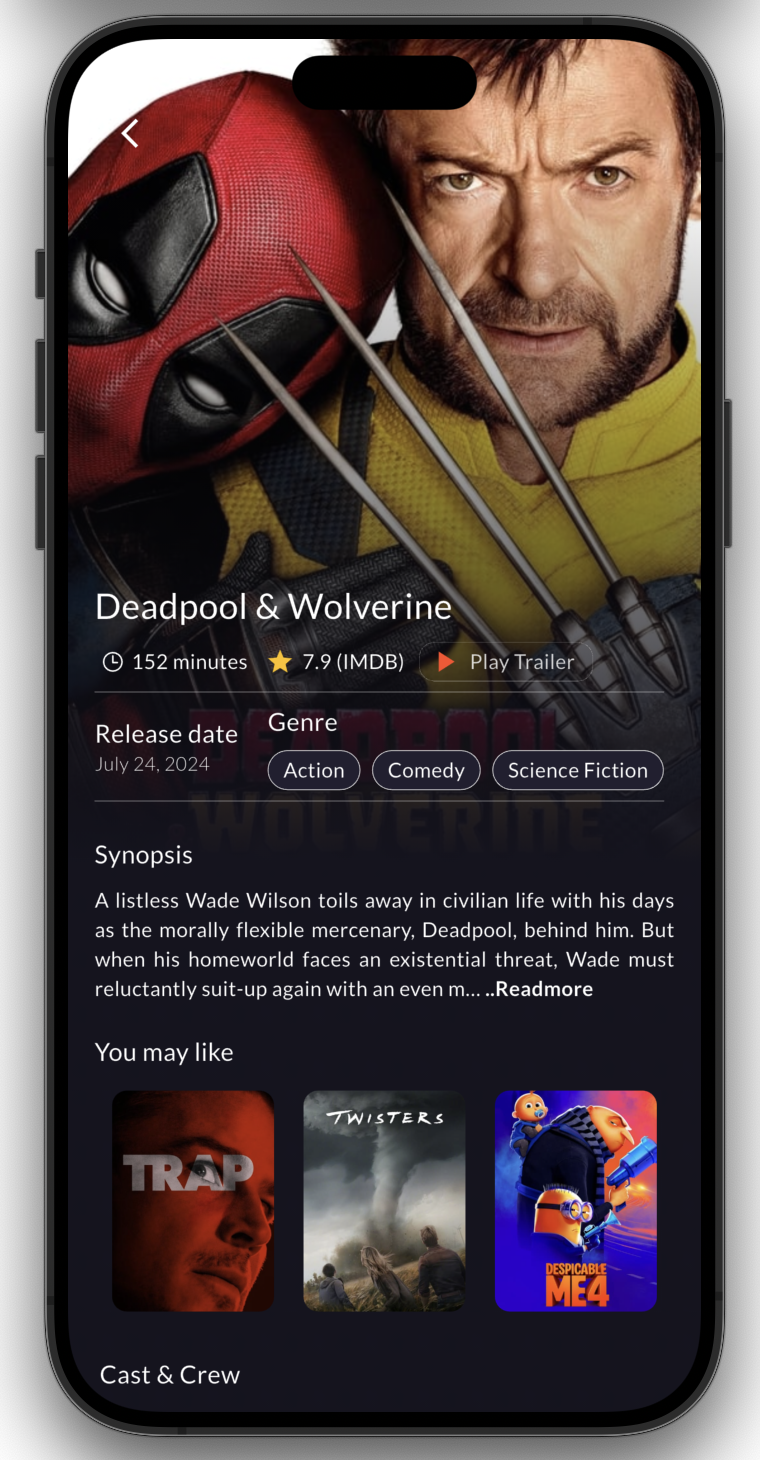 Deadpool & Wolverine
152 minutes 7.9 (IMDB) Play Trailer
Release date
July 24, 2024
Genre
Action Comedy Science Fiction
DEADPOOL
WOLVERINE
Synopsis
A listless Wade Wilson toils away in civilian life with his days
as the morally flexible mercenary, Deadpool, behind him. But
when his homeworld faces an existential threat, Wade must
reluctantly suit-up again with an even m... ..Readmore
You may like
TRAP
TWISTERS
DESPICABLE
ME4
Cast & Crew